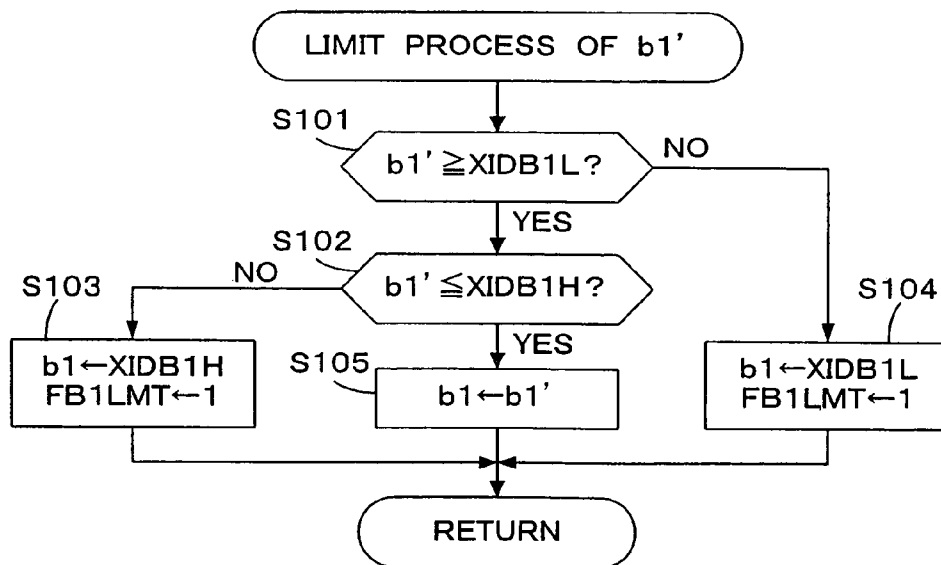 LIMIT PROCESS OF b1'
S101
b1' ≧ XIDB1L?
NO
YES
S102
b1' ≦ XIDB1H?
NO
YES
S103
b1←XIDB1H
FB1LMT←1
S105
b1←b1'
S104
b1←XIDB1L
FB1LMT←1
RETURN